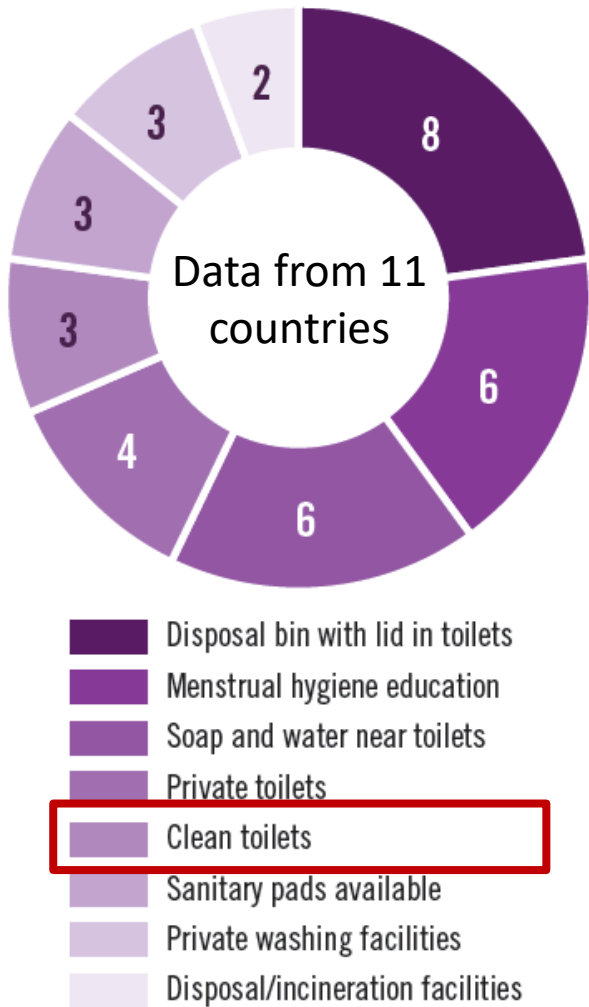 2
8
3
3
Data from 11
countries
3
6
4
6
Disposal bin with lid in toilets
Menstrual hygiene education
Soap and water near toilets
Private toilets
Clean toilets
Sanitary pads available
Private washing facilities
Disposal/incineration facilities